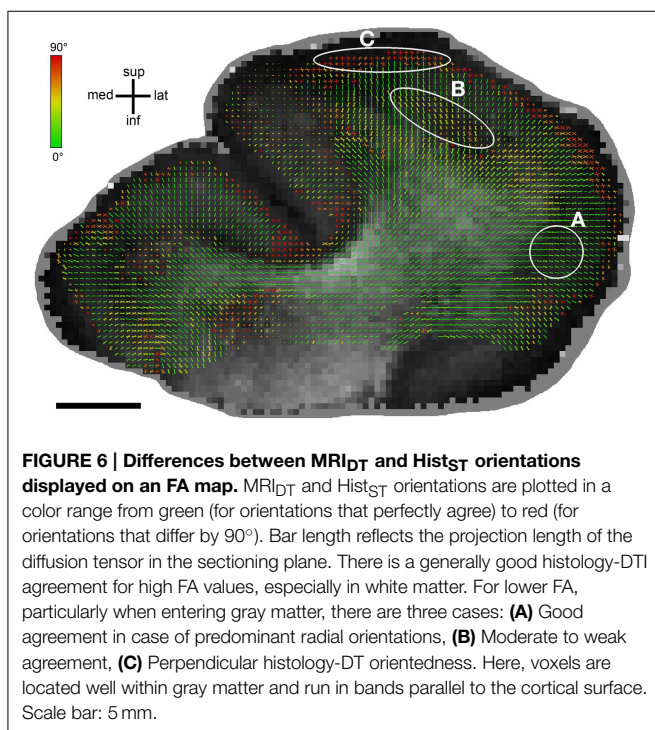 90°
0°
sup
med lat
inf
C
B
A
FIGURE 6 | Differences between MRIDT and HistST orientations
displayed on an FA map. MRIDT and HistST orientations are plotted in a
color range from green (for orientations that perfectly agree) to red (for
orientations that differ by 90°). Bar length reflects the projection length of the
diffusion tensor in the sectioning plane. There is a generally good histology-DTI
agreement for high FA values, especially in white matter. For lower FA,
particularly when entering gray matter, there are three cases: (A) Good
agreement in case of predominant radial orientations, (B) Moderate to weak
agreement, (C) Perpendicular histology-DT orientedness. Here, voxels are
located well within gray matter and run in bands parallel to the cortical surface.
Scale bar: 5 mm.